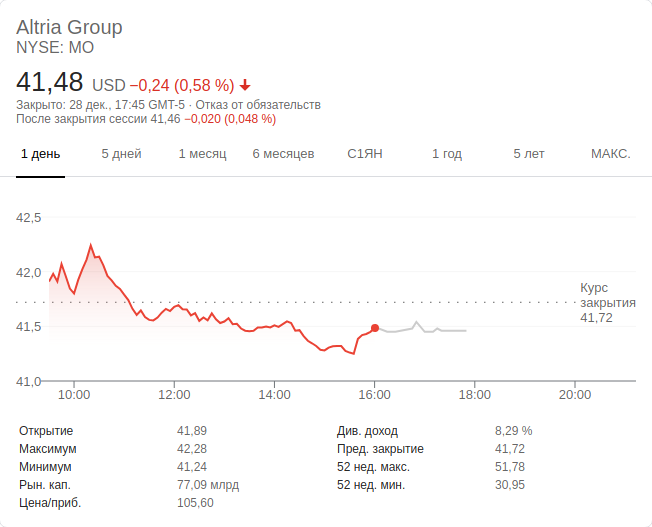 Altria Group
NYSE: MO
41,48 USD −0,24 (0,58 %)
Закрыто: 28 дек., 17:45 GMT-5 · Отказ от обязательств
После закрытия сессии 41,46 −0,020 (0,048 %)
1 день 5 дней 1 месяц 6 месяцев С1ЯН 1 год 5 лет МАКС.
42,5
42,0
41,5
41,0
Курс
закрытия
41,72
10:00 12:00 14:00 16:00 18:00 20:00
Открытие 41,89 Див. доход 8,29 %
Максимум 42,28 Пред. закрытие 41,72
Минимум 41,24 52 нед. макс. 51,78
Рын. кап. 77,09 млрд 52 нед. мин. 30,95
Цена/приб. 105,60